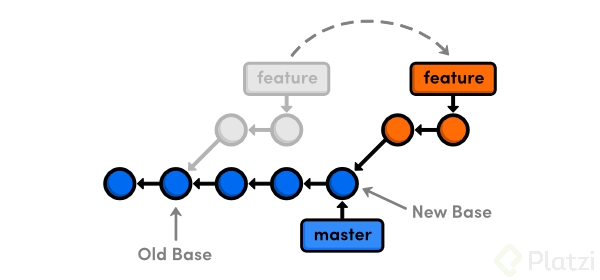 feature
feature
New Base
master
Old Base
Platzi